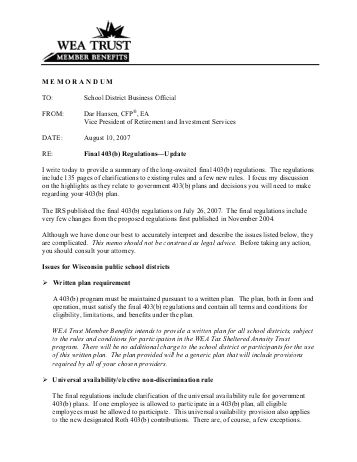 WEA TRUST
MEMBER BENEFITS
MEMORANDUM
TO: School District Business Official
FROM: Dar Hansen, CFP®, EA
Vice President of Retirement and Investment Services
DATE: August 10, 2007
RE: Final 403(b) Regulations—Update
I write today to provide a summary of the long-awaited final 403(b) regulations. The regulations
include 135 pages of clarifications to existing rules and a few new rules. I focus my discussion
on the highlights as they relate to government 403(b) plans and decisions you will need to make
regarding your 403(b) plan.
The IRS published the final 403(b) regulations on July 26, 2007. The final regulations include
very few changes from the proposed regulations first published in November 2004.
Although we have done our best to accurately interpret and describe the issues listed below, they
are complicated. This memo should not be construed as legal advice. Before taking any action,
you should consult your attorney.
Issues for Wisconsin public school districts
➢ Written plan requirement
A 403(b) program must be maintained pursuant to a written plan. The plan, both in form and
operation, must satisfy the final 403(b) regulations and contain all terms and conditions for
eligibility, limitations, and benefits under the plan.
WEA Trust Member Benefits intends to provide a written plan for all school districts, subject
to the rules and conditions for participation in the WEA Tax Sheltered Annuity Trust
program. There will be no additional charge to the school district or participants for the use
of this written plan. The plan provided will be a generic plan that will include provisions
required by all of your chosen providers.
➢ Universal availability/elective non-discrimination rule
The final regulations include clarification of the universal availability rule for government
403(b) plans. If one employee is allowed to participate in a 403(b) plan, all eligible
employees must be allowed to participate. This universal availability provision also applies
to the new designated Roth 403(b) contributions. There are, of course, a few exceptions.